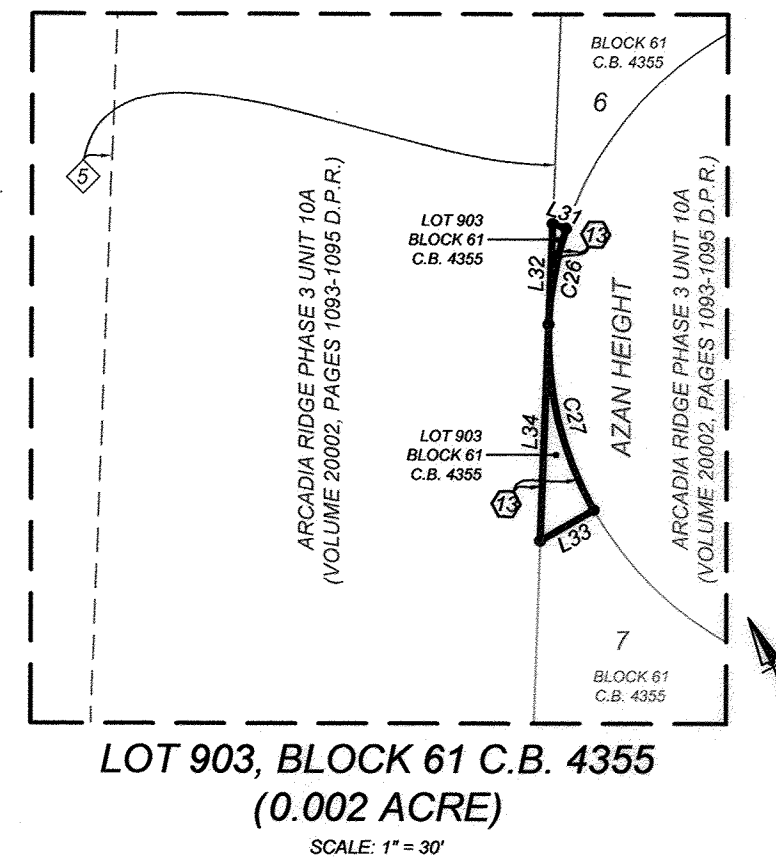 BLOCK 61
C.B. 4355
6
5
ARCADIA RIDGE PHASE 3 UNIT 10A
(VOLUME 20002, PAGES 1093-1095 D.P.R.)
LOT 903
BLOCK 61
C.B. 4355
L31
13
L32
C26
AZAN HEIGHT
ARCADIA RIDGE PHASE 3 UNIT 10A
(VOLUME 20002, PAGES 1093-1095 D.P.R.)
LOT 903
BLOCK 61
C.B. 4355
L34
C27
13
L33
7
BLOCK 61
C.B. 4355
LOT 903, BLOCK 61 C.B. 4355
(0.002 ACRE)
SCALE: 1" = 30'